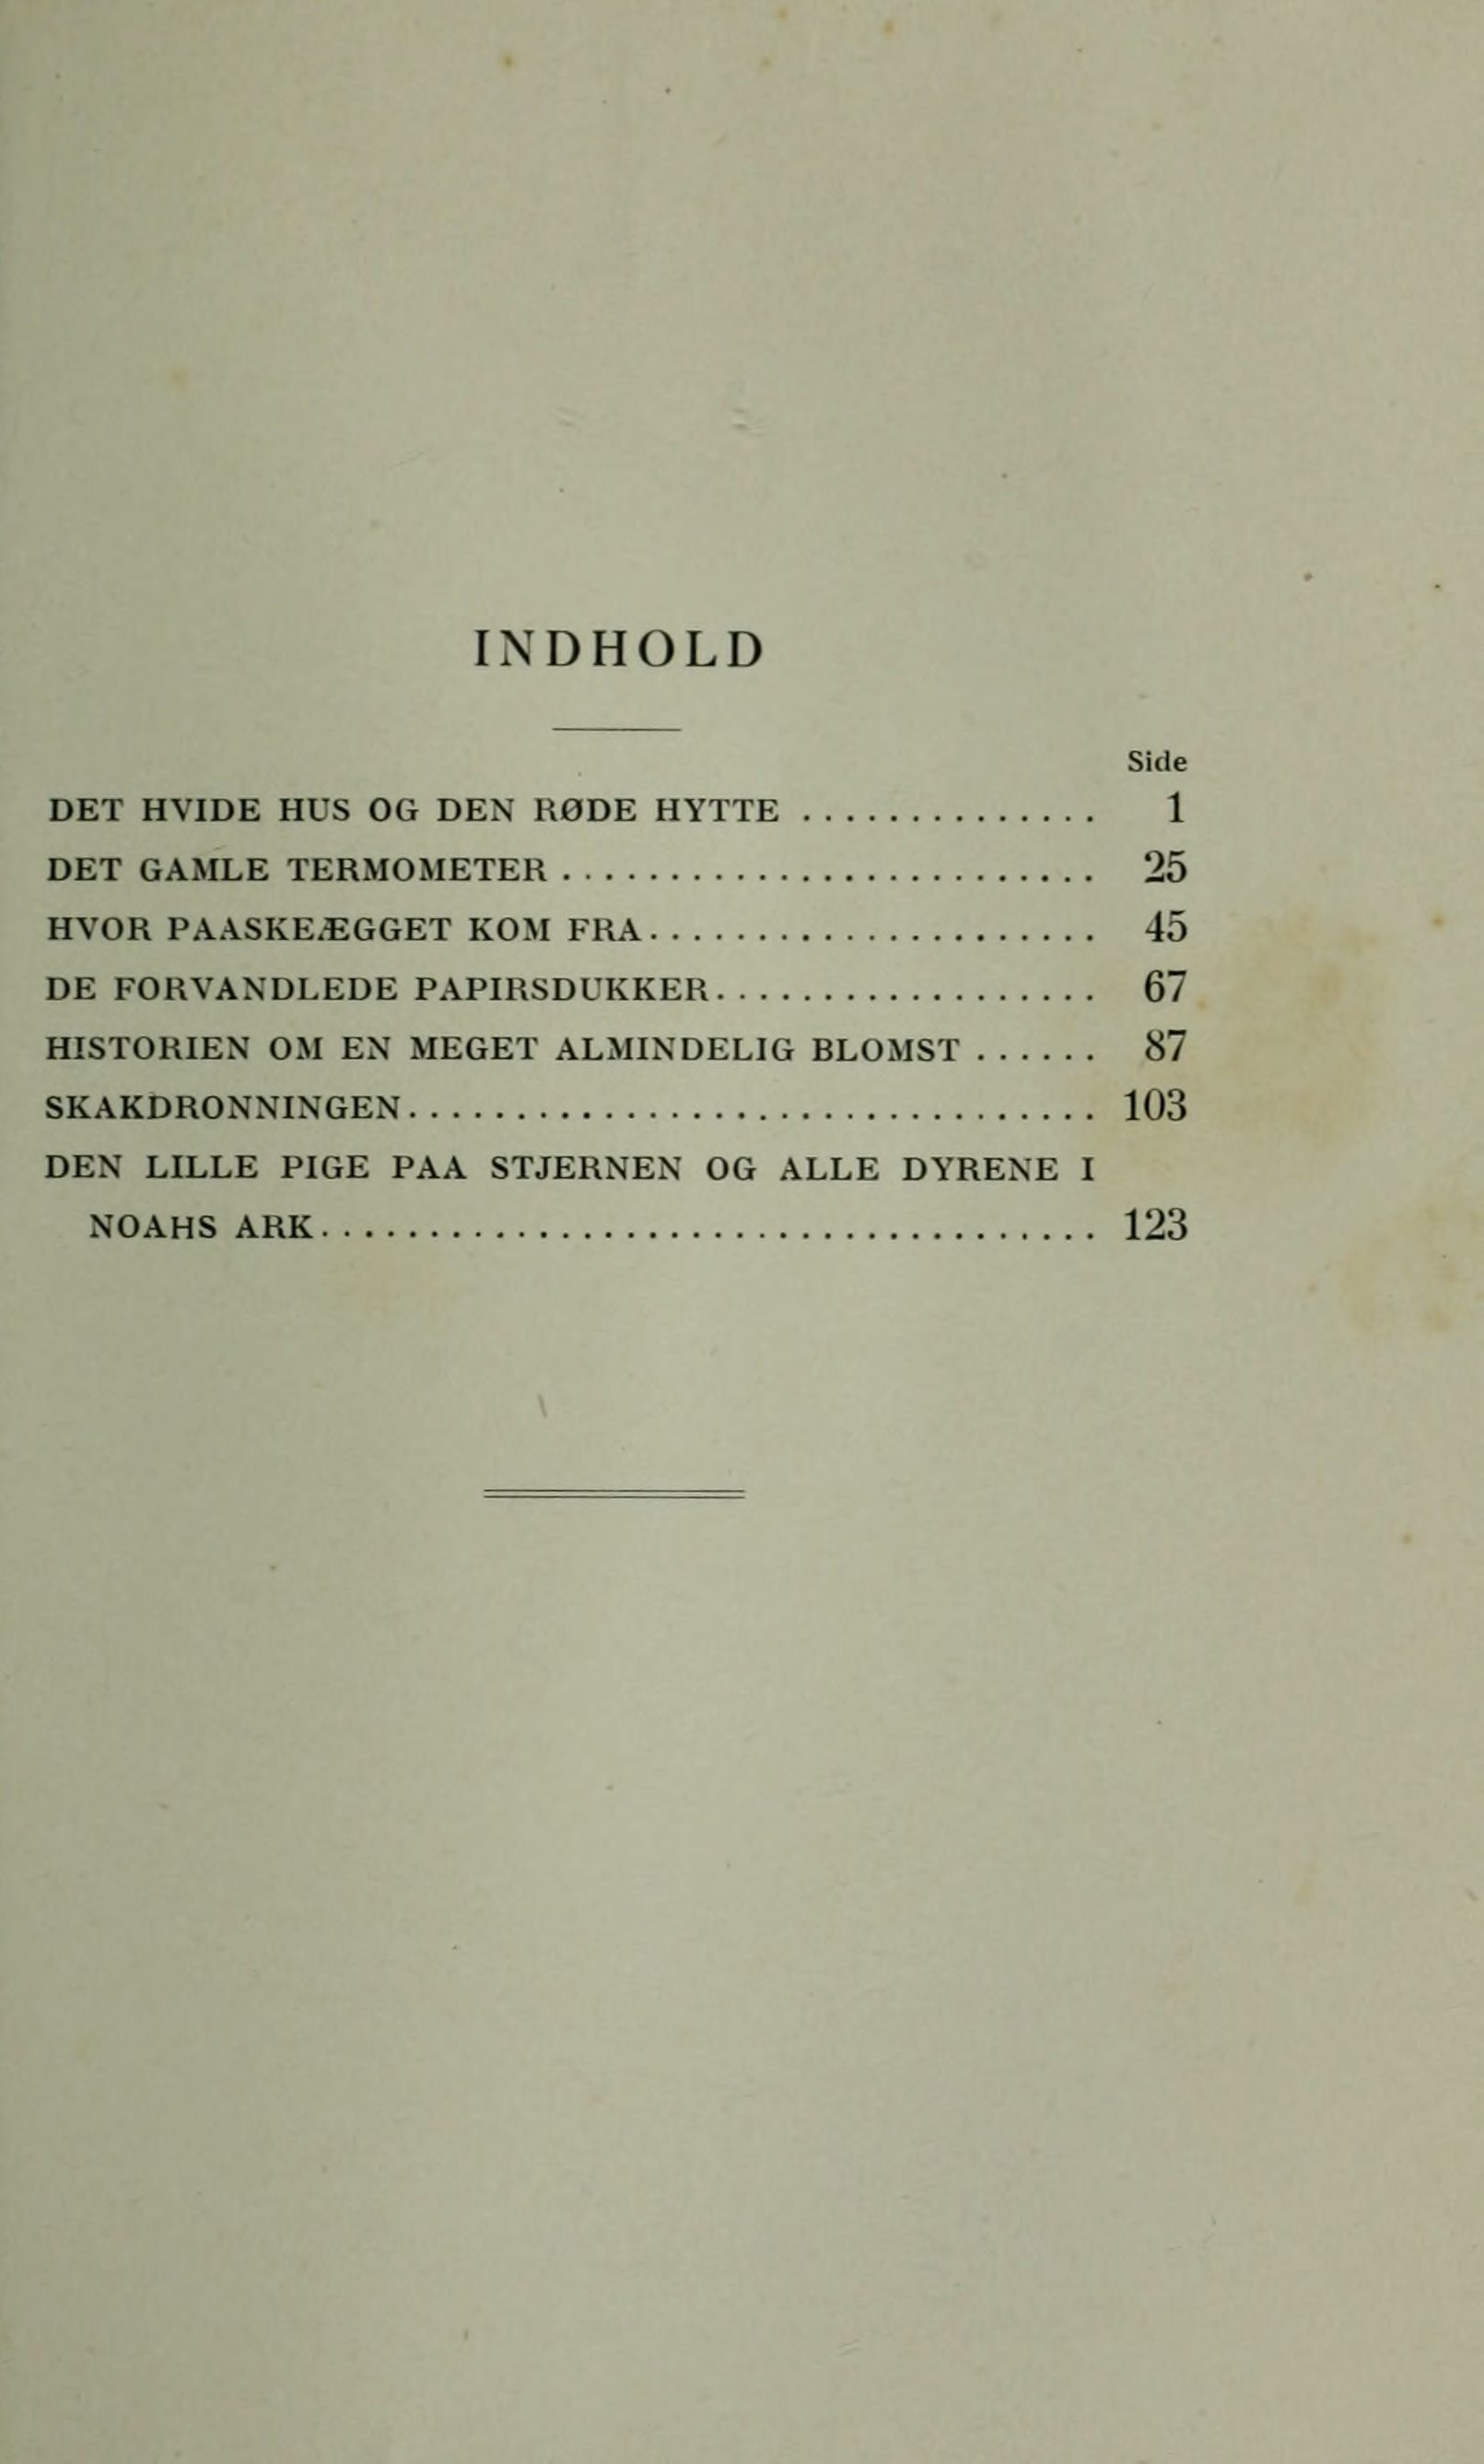 INDHOLD
Side
DET HVIDE HUS OG DEN RØDE HYTTE .............. 1
DET GAMLE TERMOMETER ......................... 25
HVOR PAASKEÆGGET KOM FRA..................... 45
DE FORVANDLEDE PAPIRSDUKKER.................. 67
HISTORIEN OM EN MEGET ALMINDELIG BLOMST ...... 87
SKAKDRONNINGEN................................ 103
DEN LILLE PIGE PAA STJERNEN OG ALLE DYRENE I
NOAHS ARK.................................... 123